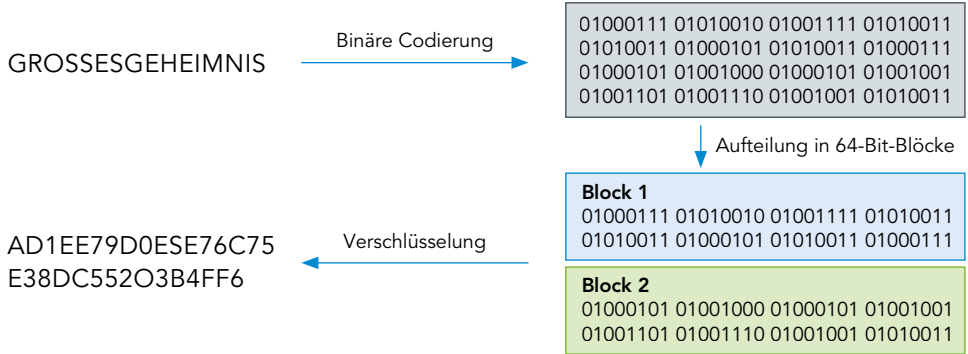 GROSSESGEHEIMNIS
Binäre Codierung
01000111 01010010 01001111 01010011
01010011 01000101 01010011 01000111
01000101 01001000 01000101 01001001
01001101 01001110 01001001 01010011
Aufteilung in 64-Bit-Blöcke
Block 1
01000111 01010010 01001111 01010011
01010011 01000101 01010011 01000111
Block 2
01000101 01001000 01000101 01001001
01001101 01001110 01001001 01010011
Verschlüsselung
AD1EE79D0ESE76C75
E38DC552O3B4FF6